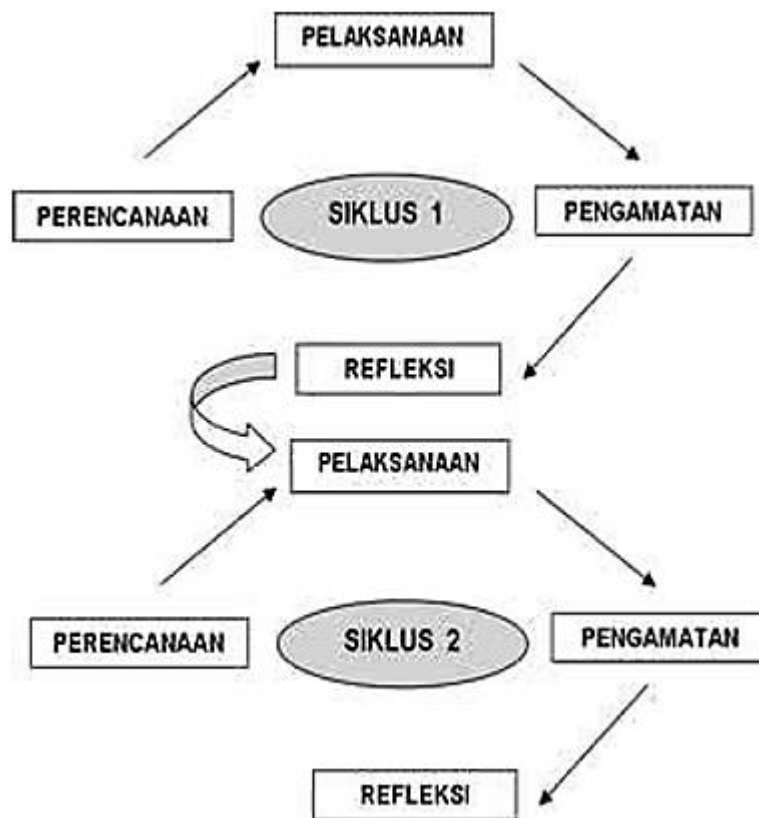 PELAKSANAAN
PERENCANAAN
SIKLUS 1
PENGAMATAN
REFLEKSI
PELAKSANAAN
PERENCANAAN
SIKLUS 2
PENGAMATAN
REFLEKSI